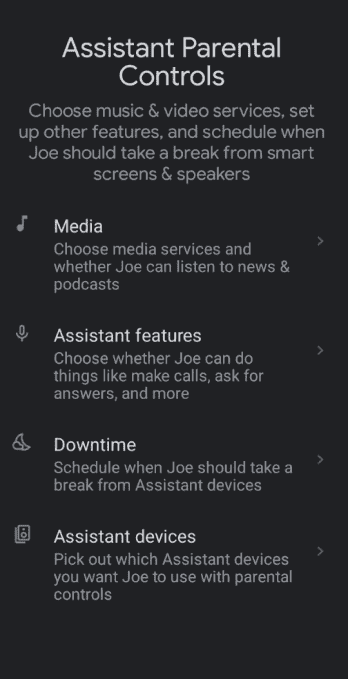 Assistant Parental
Controls
Choose music & video services, set
up other features, and schedule when
Joe should take a break from smart
screens & speakers
Media
Choose media services and
whether Joe can listen to news &
podcasts
Assistant features
Choose whether Joe can do
things like make calls, ask for
answers, and more
Downtime
Schedule when Joe should take a
break from Assistant devices
Assistant devices
Pick out which Assistant devices
you want Joe to use with parental
controls